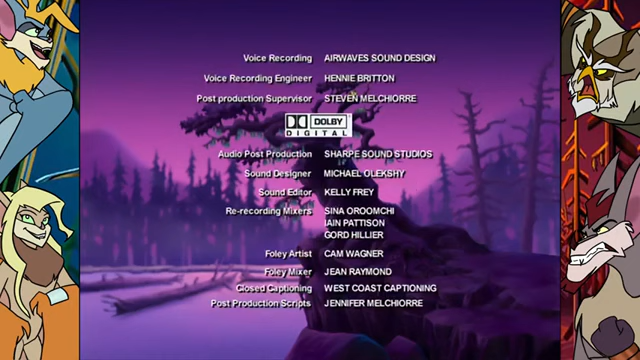 Voice Recording AIRWAVES SOUND DESIGN
Voice Recording Engineer HENNIE BRITTON
Post production Supervisor STEVEN MELCHIORRE
DOLBY
DIGITAL
Audio Post Production SHARPE SOUND STUDIOS
Sound Designer MICHAEL OLEKSHY
Sound Editor KELLY FREY
Re-recording Mixers SINA OROOMCHI
IAIN PATTISON
GORD HILLIER
Foley Artist CAM WAGNER
Foley Mixer JEAN RAYMOND
Closed Captioning WEST COAST CAPTIONING
Post Production Scripts JENNIFER MELCHIORRE